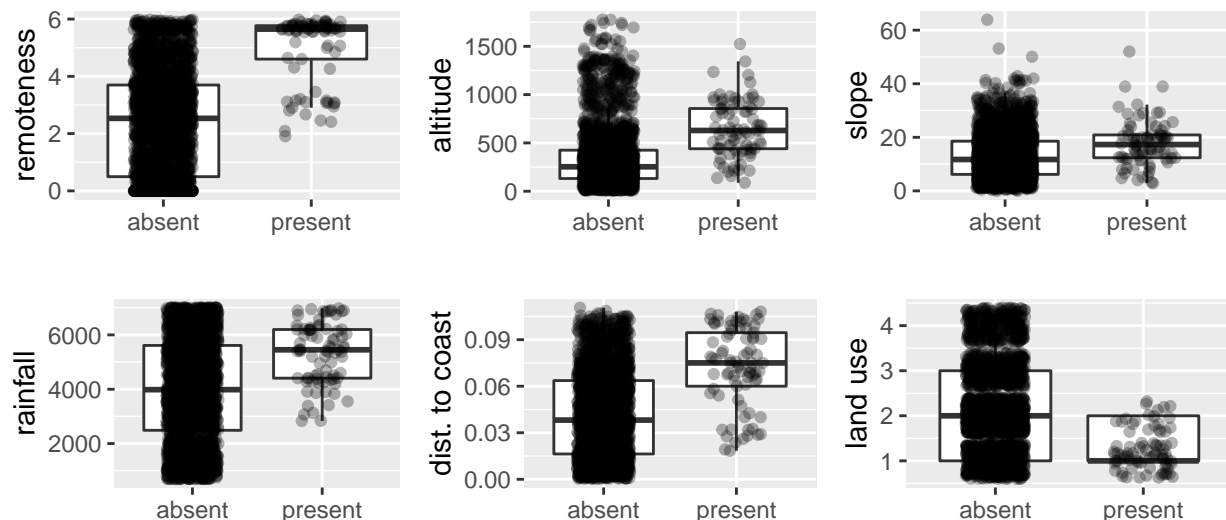 remoteness
6
4
2
0
absent present
altitude
1500
1000
500
0
absent present
slope
60
40
20
0
absent present
rainfall
6000
4000
2000
absent present
dist. to coast
0.09
0.06
0.03
0.00
absent present
land use
4
3
2
1
absent present